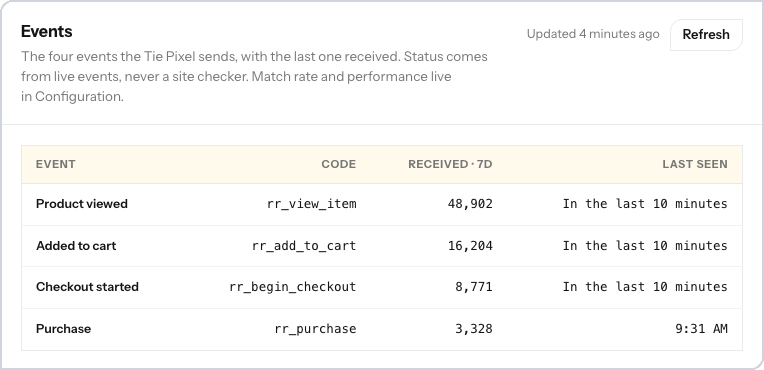 Events
Updated 4 minutes ago
Refresh
The four events the Tie Pixel sends, with the last one received. Status comes
from live events, never a site checker. Match rate and performance live
in Configuration.
EVENT CODE RECEIVED · 7D LAST SEEN
Product viewed rr_view_item 48,902 In the last 10 minutes
Added to cart rr_add_to_cart 16,204 In the last 10 minutes
Checkout started rr_begin_checkout 8,771 In the last 10 minutes
Purchase rr_purchase 3,328 9:31 AM